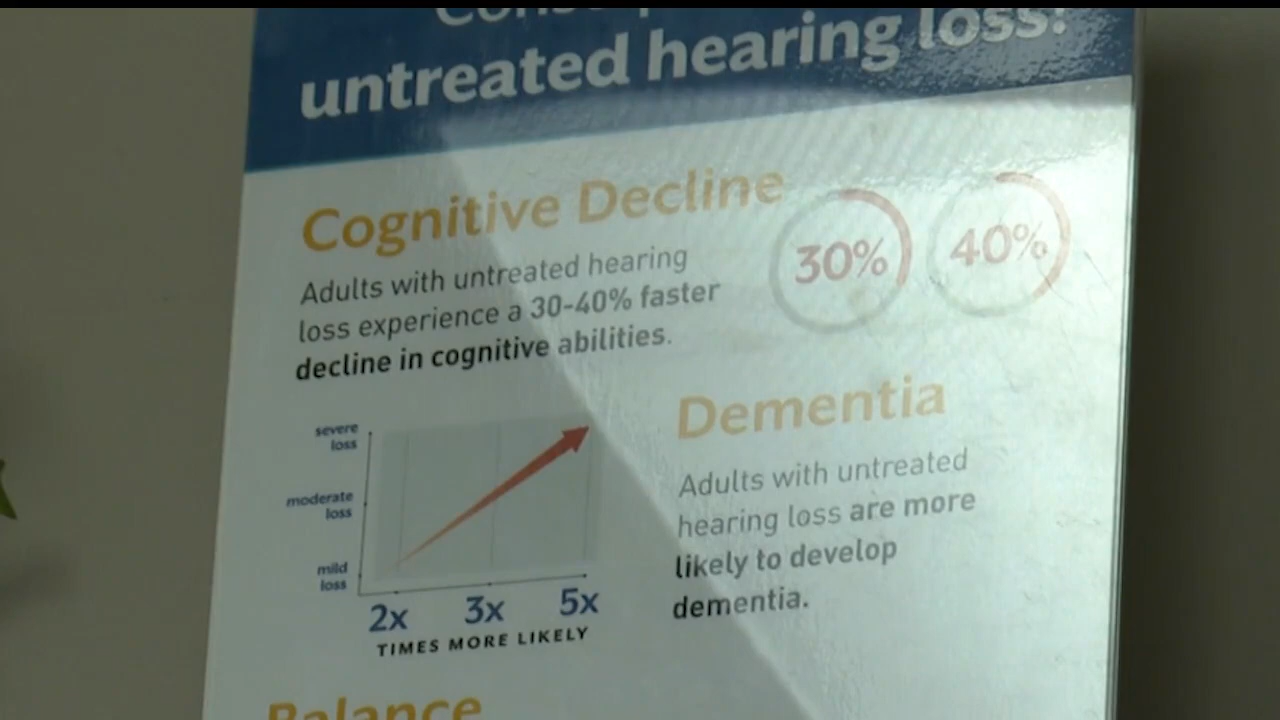 untreated hearing loss?
Cognitive Decline
Adults with untreated hearing
loss experience a 30-40% faster
decline in cognitive abilities.
30%
40%
severe
loss
moderate
loss
mild
loss
2x 3x 5x
TIMES MORE LIKELY
Dementia
Adults with untreated
hearing loss are more
likely to develop
dementia.
Balance